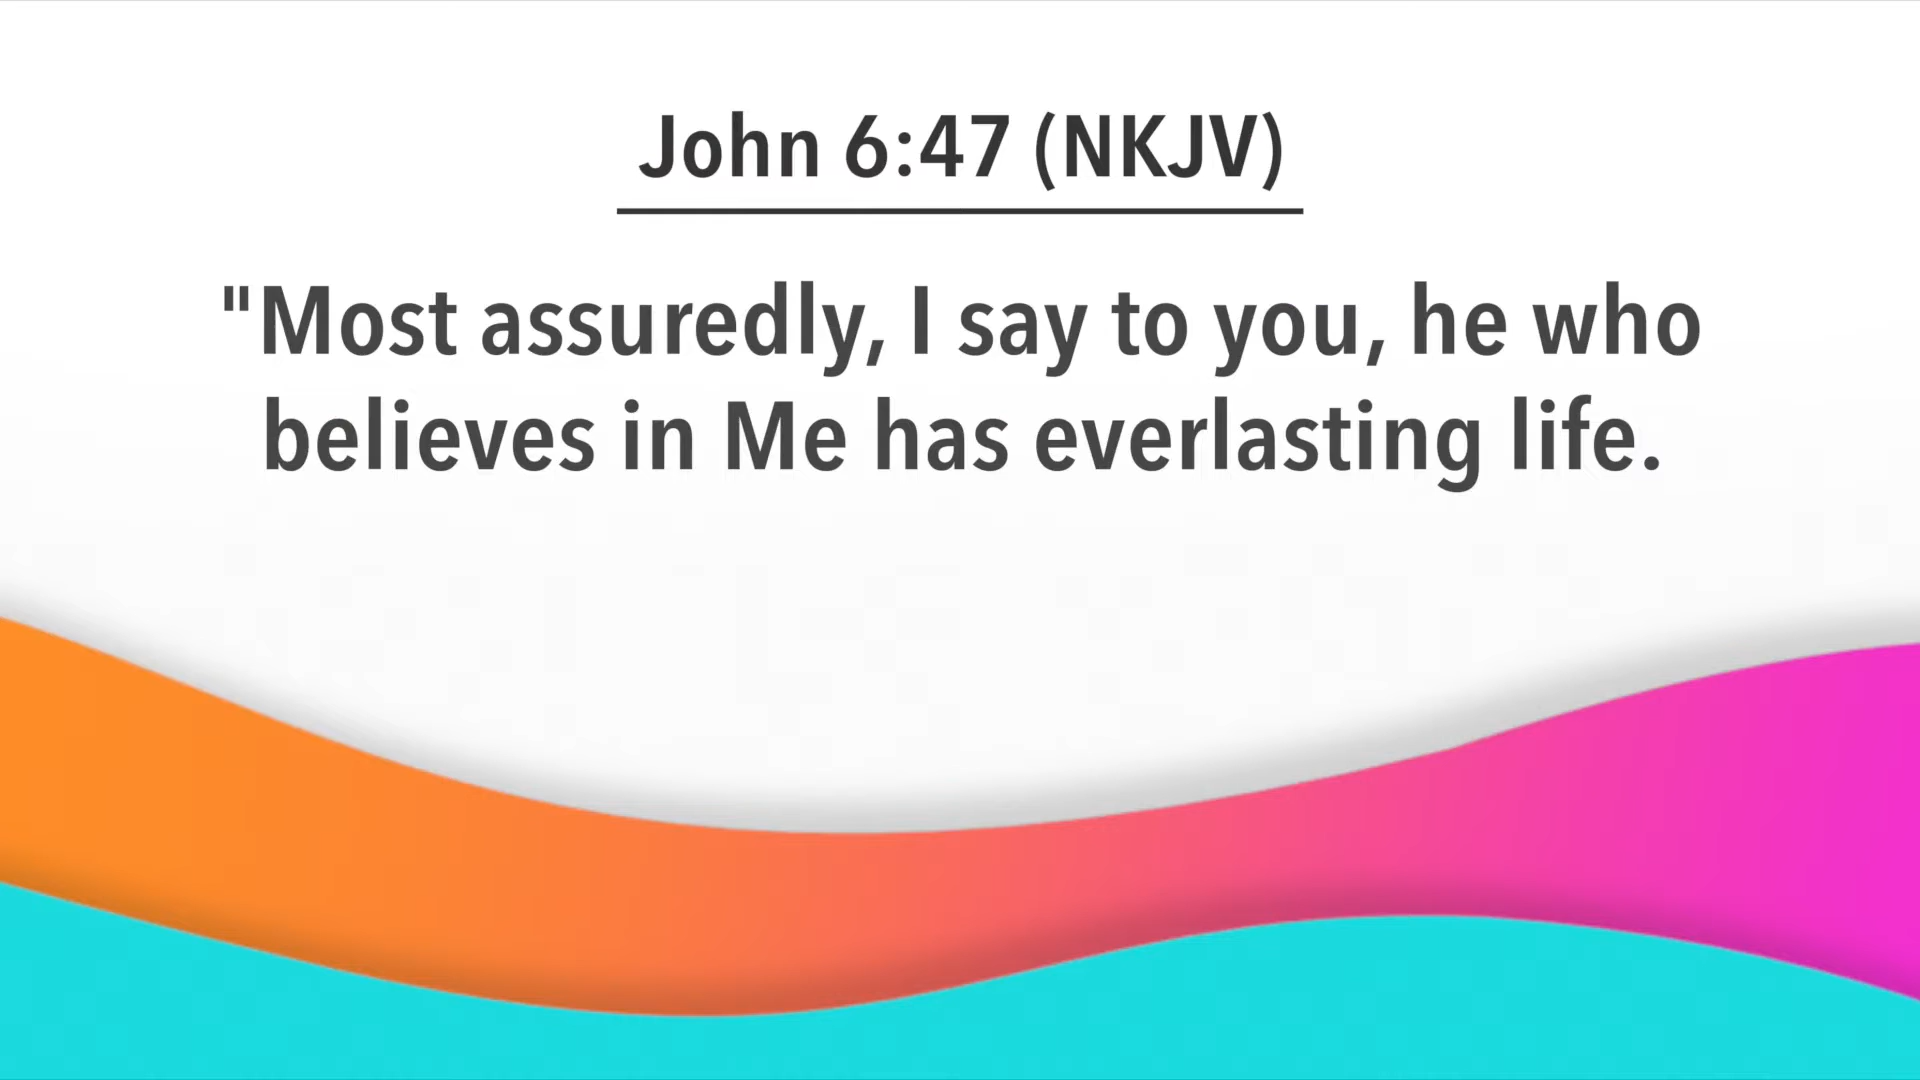 John 6:47 (NKJV)
"Most assuredly, I say to you, he who
believes in Me has everlasting life.